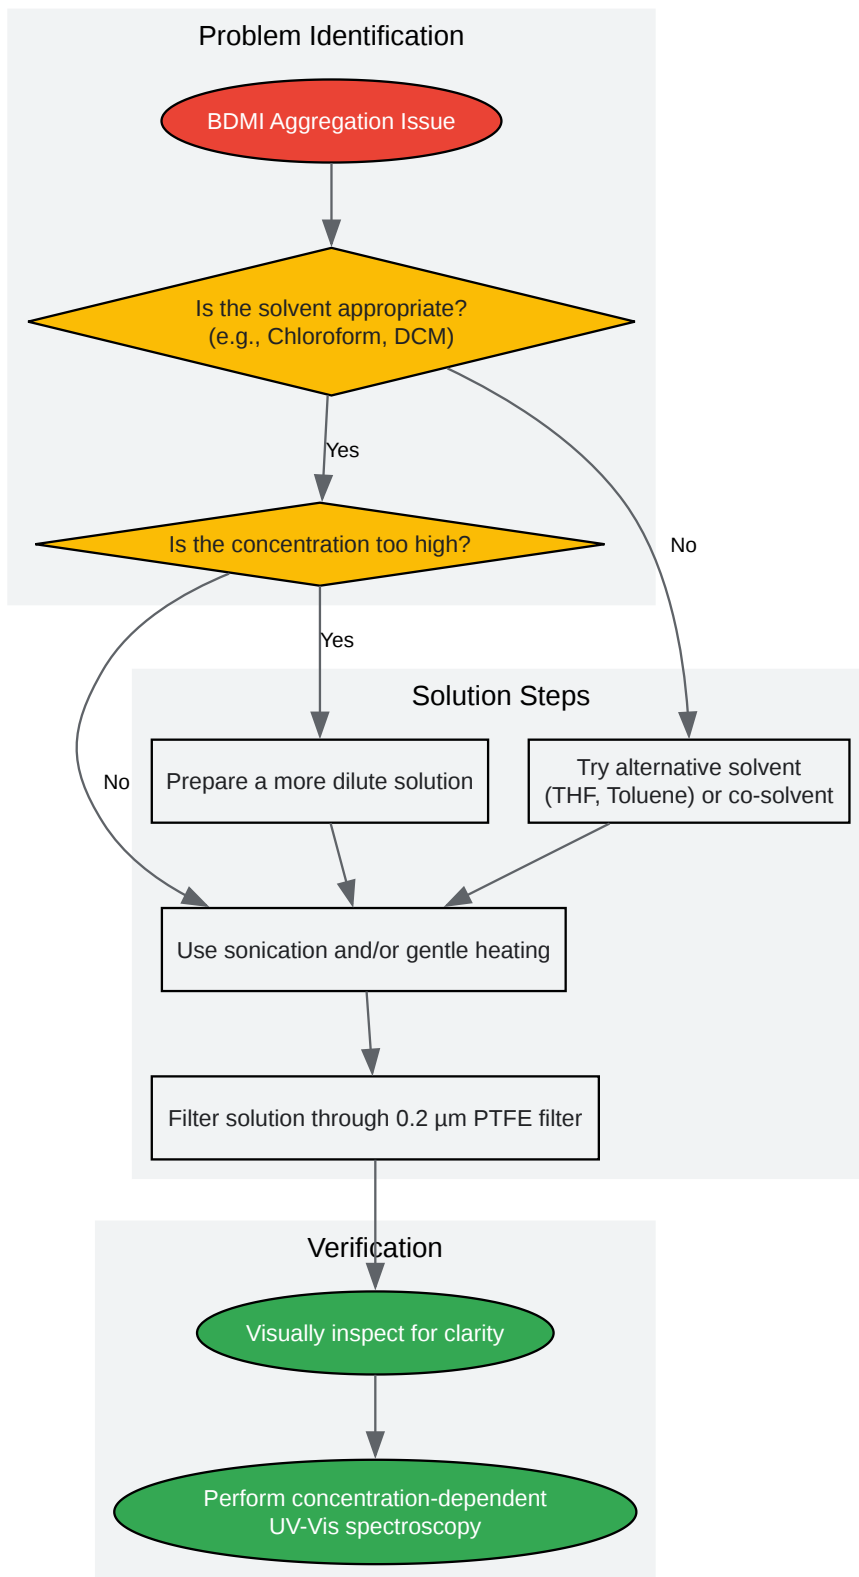 Problem Identification
BDMI Aggregation Issue
Is the solvent appropriate?
(e.g., Chloroform, DCM)
Yes
Is the concentration too high?
No
Yes
Solution Steps
Prepare a more dilute solution
Try alternative solvent
(THF, Toluene) or co-solvent
No
Use sonication and/or gentle heating
Filter solution through 0.2 µm PTFE filter
Verification
Visually inspect for clarity
Perform concentration-dependent
UV-Vis spectroscopy